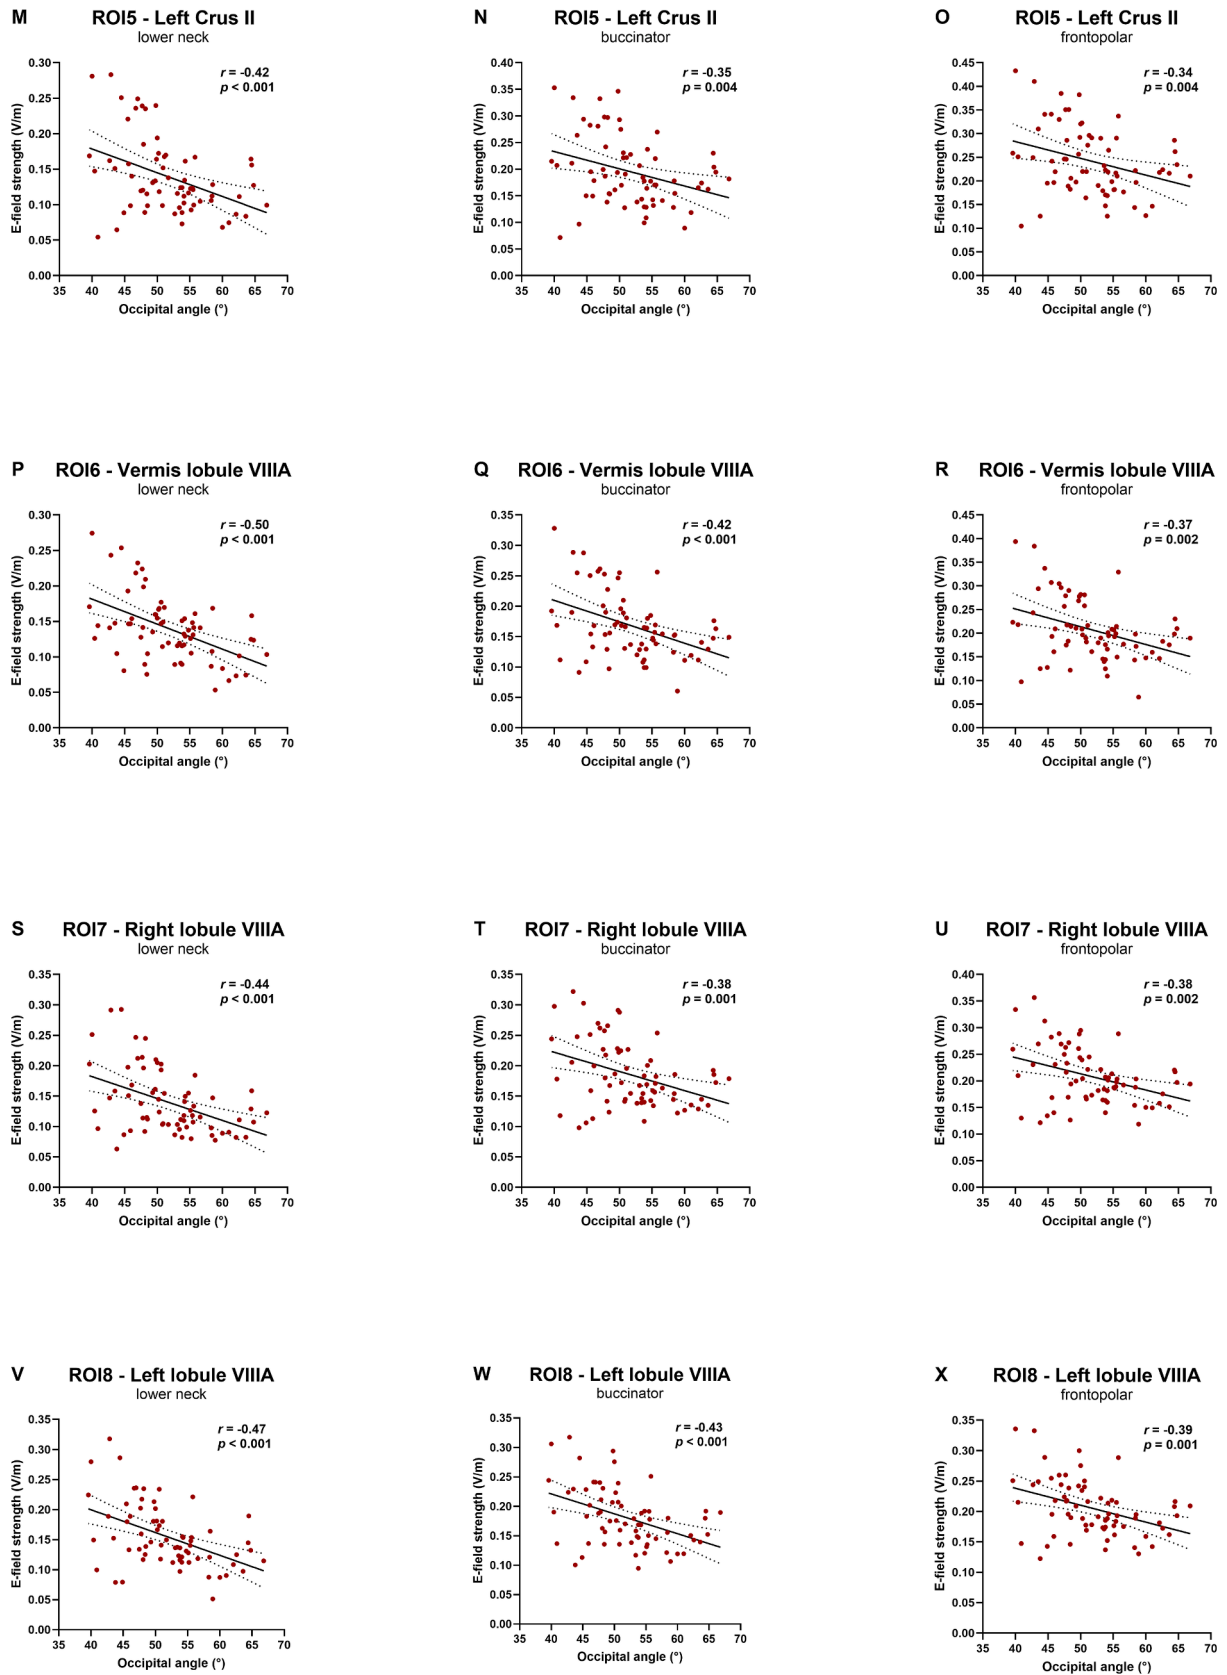 M ROI5 - Left Crus II
lower neck
r = -0.42
p < 0.001
E-field strength (V/m)
0.30
0.25
0.20
0.15
0.10
0.05
0.00
35 40 45 50 55 60 65 70
Occipital angle (°)
N ROI5 - Left Crus II
buccinator
r = -0.35
p = 0.004
E-field strength (V/m)
0.40
0.35
0.30
0.25
0.20
0.15
0.10
0.05
0.00
35 40 45 50 55 60 65 70
Occipital angle (°)
O ROI5 - Left Crus II
frontopolar
r = -0.34
p = 0.004
E-field strength (V/m)
0.45
0.40
0.35
0.30
0.25
0.20
0.15
0.10
0.05
0.00
35 40 45 50 55 60 65 70
Occipital angle (°)
P ROI6 - Vermis lobule VIIIA
lower neck
r = -0.50
p < 0.001
E-field strength (V/m)
0.30
0.25
0.20
0.15
0.10
0.05
0.00
35 40 45 50 55 60 65 70
Occipital angle (°)
Q ROI6 - Vermis lobule VIIIA
buccinator
r = -0.42
p < 0.001
E-field strength (V/m)
0.35
0.30
0.25
0.20
0.15
0.10
0.05
0.00
35 40 45 50 55 60 65 70
Occipital angle (°)
R ROI6 - Vermis lobule VIIIA
frontopolar
r = -0.37
p = 0.002
E-field strength (V/m)
0.45
0.40
0.35
0.30
0.25
0.20
0.15
0.10
0.05
0.00
35 40 45 50 55 60 65 70
Occipital angle (°)
S ROI7 - Right lobule VIIIA
lower neck
r = -0.44
p < 0.001
E-field strength (V/m)
0.35
0.30
0.25
0.20
0.15
0.10
0.05
0.00
35 40 45 50 55 60 65 70
Occipital angle (°)
T ROI7 - Right lobule VIIIA
buccinator
r = -0.38
p = 0.001
E-field strength (V/m)
0.35
0.30
0.25
0.20
0.15
0.10
0.05
0.00
35 40 45 50 55 60 65 70
Occipital angle (°)
U ROI7 - Right lobule VIIIA
frontopolar
r = -0.38
p = 0.002
E-field strength (V/m)
0.40
0.35
0.30
0.25
0.20
0.15
0.10
0.05
0.00
35 40 45 50 55 60 65 70
Occipital angle (°)
V ROI8 - Left lobule VIIIA
lower neck
r = -0.47
p < 0.001
E-field strength (V/m)
0.35
0.30
0.25
0.20
0.15
0.10
0.05
0.00
35 40 45 50 55 60 65 70
Occipital angle (°)
W ROI8 - Left lobule VIIIA
buccinator
r = -0.43
p < 0.001
E-field strength (V/m)
0.35
0.30
0.25
0.20
0.15
0.10
0.05
0.00
35 40 45 50 55 60 65 70
Occipital angle (°)
X ROI8 - Left lobule VIIIA
frontopolar
r = -0.39
p = 0.001
E-field strength (V/m)
0.35
0.30
0.25
0.20
0.15
0.10
0.05
0.00
35 40 45 50 55 60 65 70
Occipital angle (°)